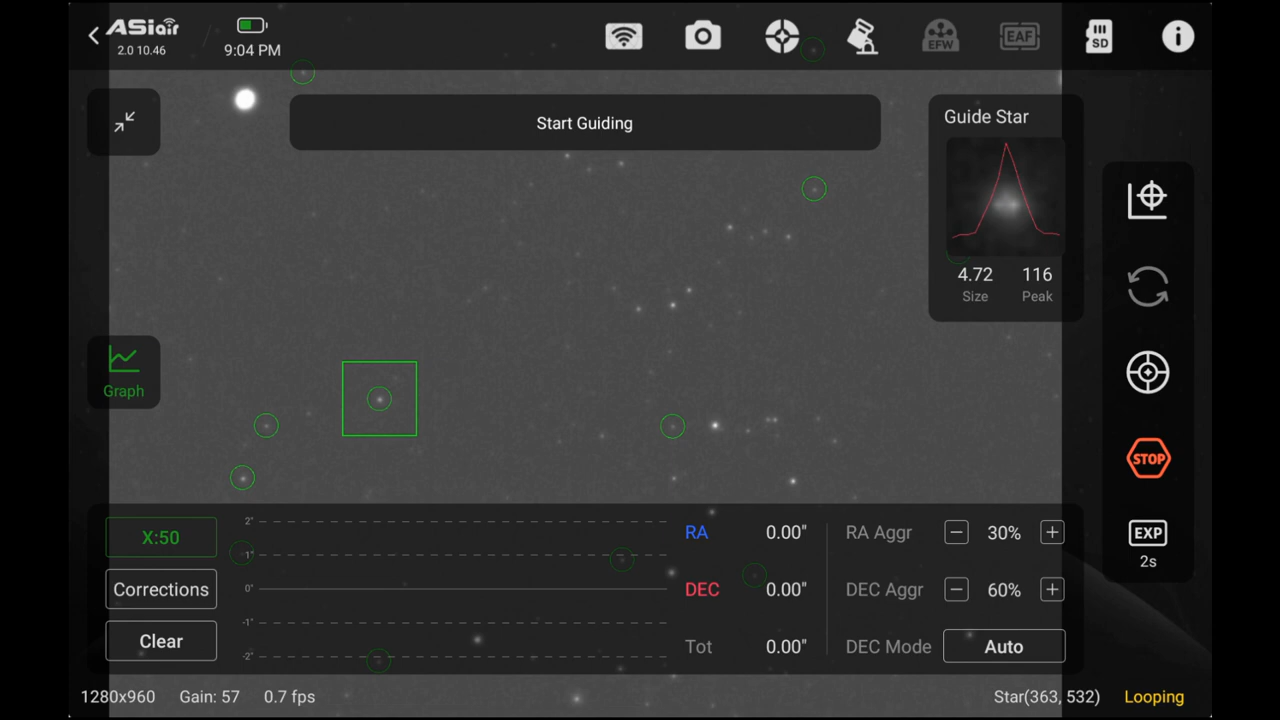 ASiair
2.0 10.46
9:04 PM
EFW
EAF
SD
Start Guiding
Guide Star
4.72 116
Size Peak
Graph
STOP
EXP
2s
X:50
Corrections
Clear
2"
1"
0"
-1"
-2"
RA 0.00"
DEC 0.00"
Tot 0.00"
RA Aggr 30%
DEC Aggr 60%
DEC Mode Auto
1280x960 Gain: 57 0.7 fps
Star(363, 532) Looping